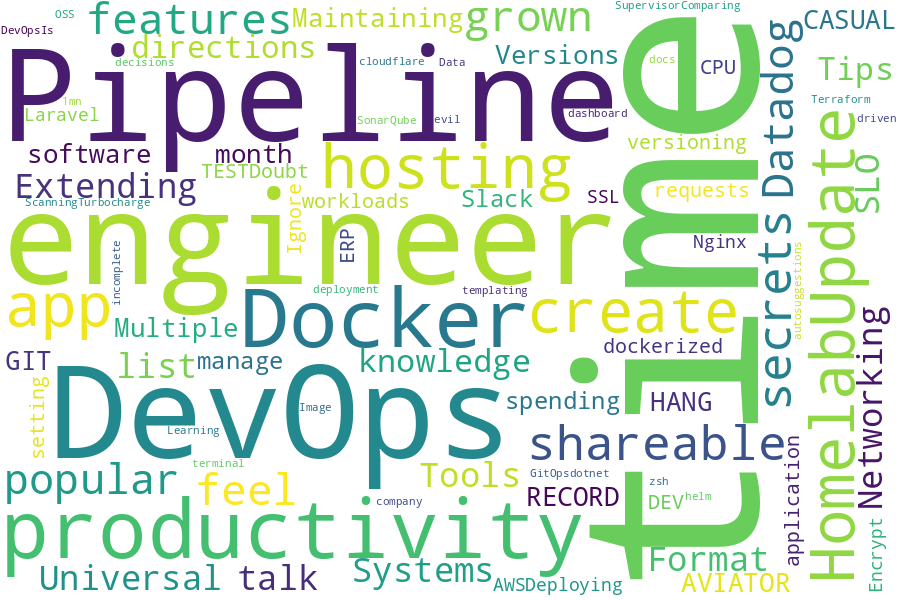 OSS
features
Maintaining
grown
SupervisorComparing
CASUAL
DevOpsIs
directions
Versions
decisions
cloudflare
Data
docs
CPU
Tips
Pipeline
time
Datadog
1mn
Laravel
SonarQube
evil
dashboard
Terraform
driven
software
month
TESTDoubt
hosting
versioning
HomelabUpdate
SLO
Extending
ScanningTurbocharge
Ignore
workloads
Slack
SSL
requests
secrets
engineer
incomplete
ERP
Nginx
autosuggestions
app
deployment
templating
Docker
create
Multiple
dockerized
Networking
GIT
list
manage
knowledge
setting
DevOps
Image
Learning
spending
HANG
shareable
terminal
popular
feel
Tools
GitOpsdotnet
zsh
RECORD
DEV
helm
application
company
productivity
Encrypt
Format
Universal
talk
Systems
AWSDeploying
AVIATOR